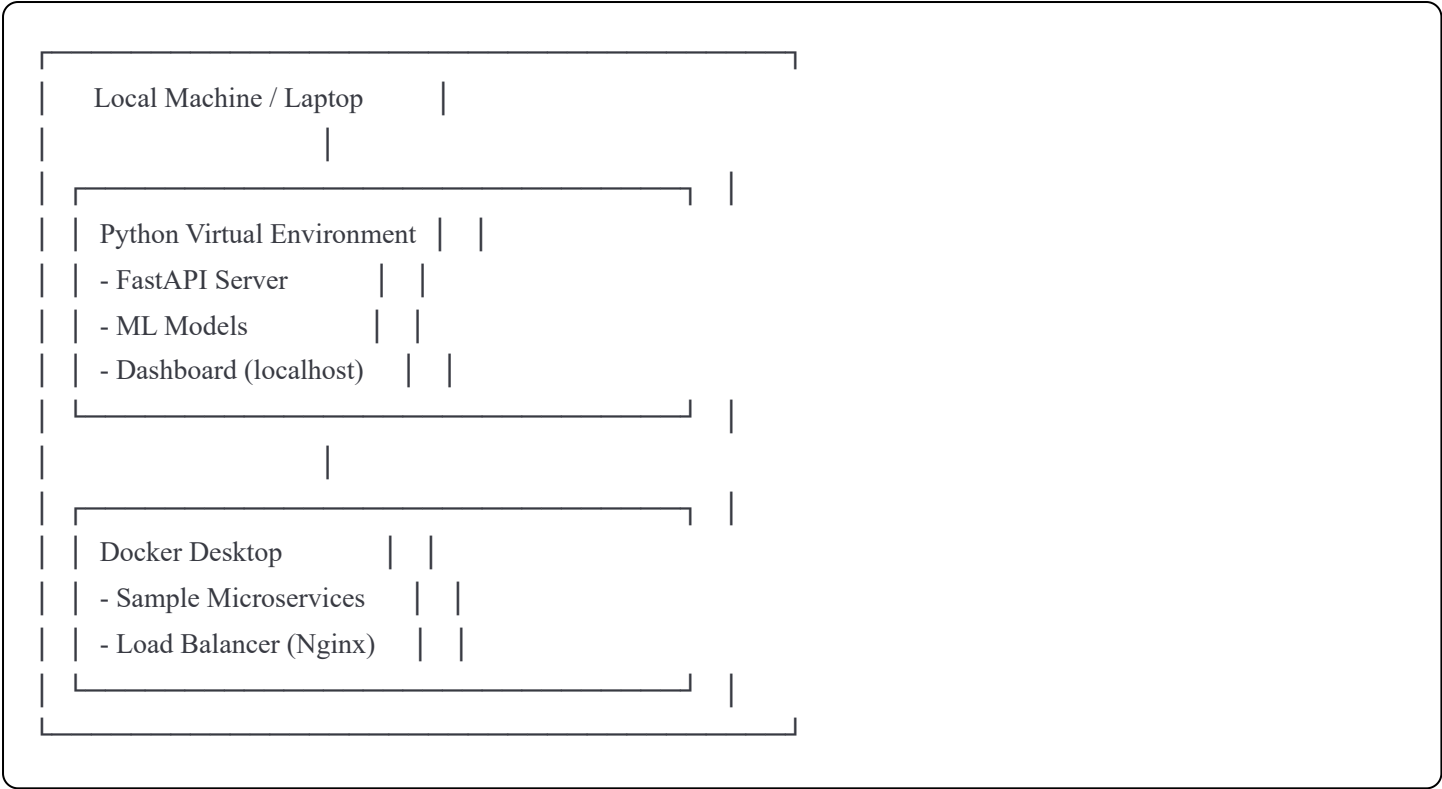 Local Machine / Laptop
Python Virtual Environment
- FastAPI Server
- ML Models
- Dashboard (localhost)
Docker Desktop
- Sample Microservices
- Load Balancer (Nginx)